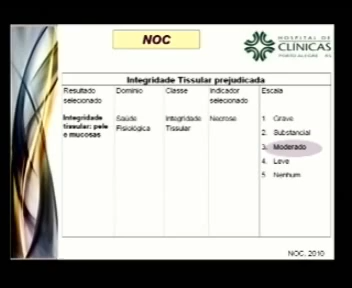 NOC
HOSPITAL DE
CLÍNICAS
PORTO ALEGRE RS
Integridade Tissular prejudicada
Resultado selecionado
Domínio
Classe
Indicador selecionado
Escala
Integridade tissular: pele e mucosas
Saúde Fisiológica
Integridade Tissular
Necrose
1. Grave
2. Substancial
3. Moderado
4. Leve
5. Nenhum
NOC, 2010